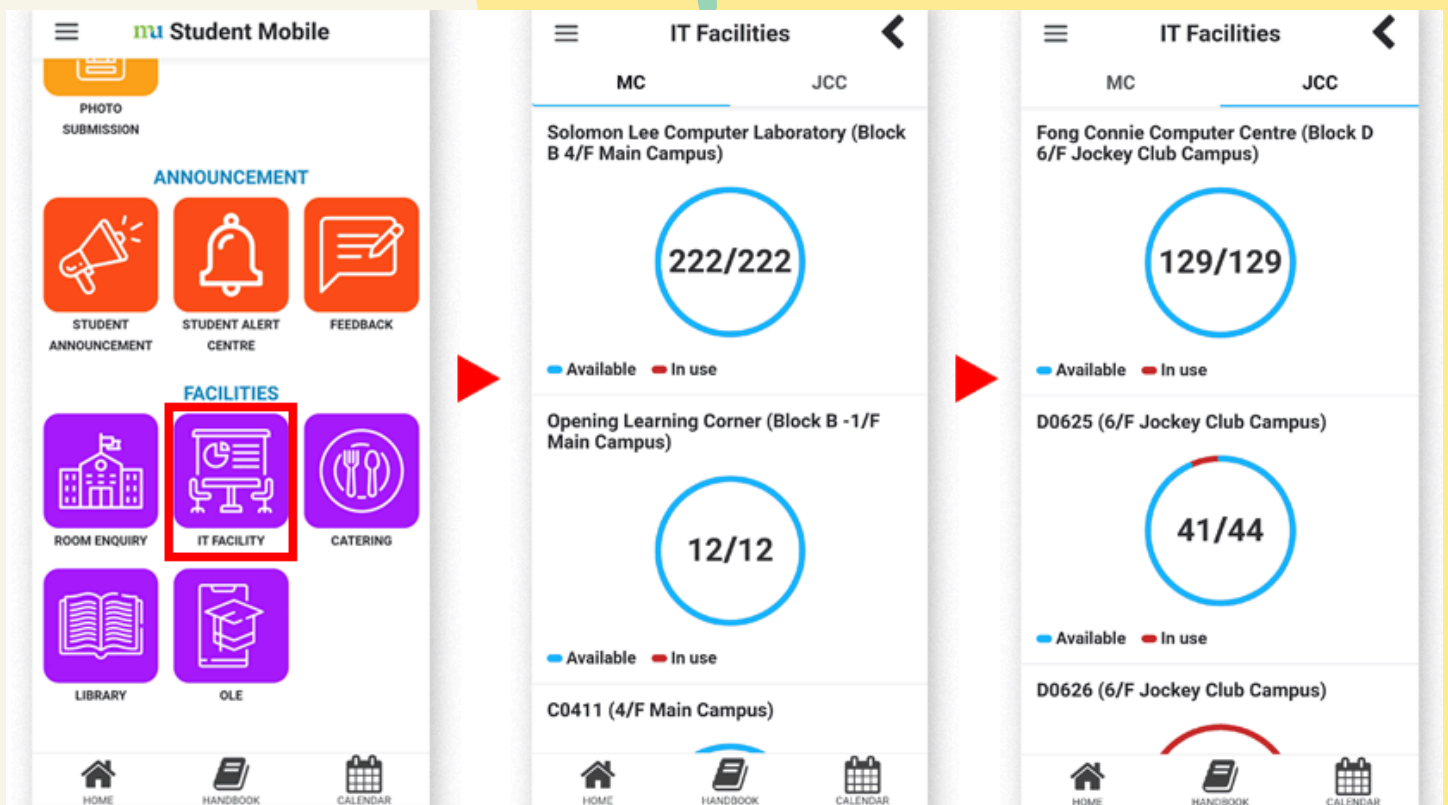 mu Student Mobile
PHOTO
SUBMISSION
ANNOUNCEMENT
STUDENT
ANNOUNCEMENT
STUDENT ALERT
CENTRE
FEEDBACK
FACILITIES
ROOM ENQUIRY
IT FACILITY
CATERING
LIBRARY
OLE
HOME
HANDBOOK
CALENDAR
IT Facilities
MC
JCC
Solomon Lee Computer Laboratory (Block
B 4/F Main Campus)
222/222
Available
In use
Opening Learning Corner (Block B -1/F
Main Campus)
12/12
Available
In use
C0411 (4/F Main Campus)
HOME
HANDBOOK
CALENDAR
IT Facilities
MC
JCC
Fong Connie Computer Centre (Block D
6/F Jockey Club Campus)
129/129
Available
In use
D0625 (6/F Jockey Club Campus)
41/44
Available
In use
D0626 (6/F Jockey Club Campus)
HOME
HANDBOOK
CALENDAR